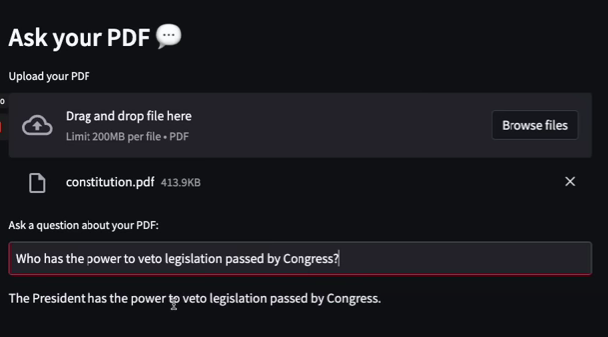 Ask your PDF 💬
Upload your PDF
Drag and drop file here
Limit 200MB per file • PDF
Browse files
constitution.pdf 413.9KB
Ask a question about your PDF:
Who has the power to veto legislation passed by Congress?
The President has the power to veto legislation passed by Congress.